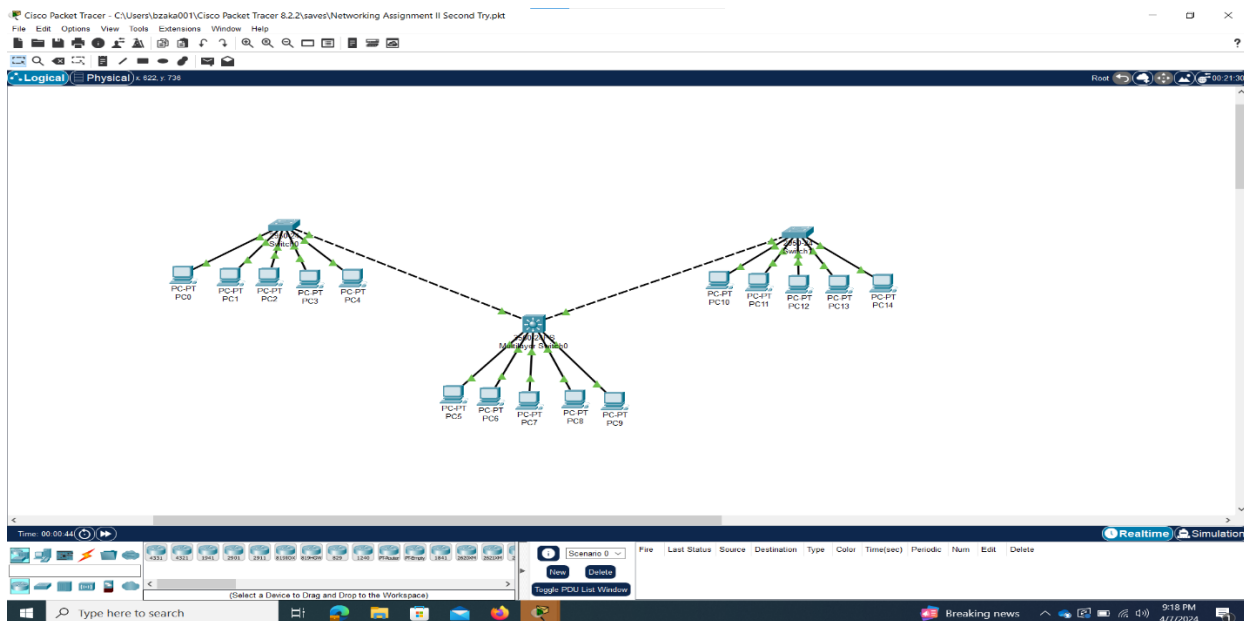 Cisco Packet Tracer - C:\Users\bzaka001\Cisco Packet Tracer 8.2.2\saves\Networking Assignment II Second Try.pkt
File Edit Options View Tools Extensions Window Help
?
Logical Physical x: 622, y: 736 Root 00:21:30
Switch0
PC-PT PC-PT PC-PT PC-PT PC-PT
PC0 PC1 PC2 PC3 PC4
PC-PT PC-PT PC-PT PC-PT PC-PT
PC10 PC11 PC12 PC13 PC14
Multilayer Switch0
PC-PT PC-PT PC-PT PC-PT PC-PT
PC5 PC6 PC7 PC8 PC9
Time: 00:00:44 Realtime Simulation
4331 4321 1941 2901 2911 819HGW 829 1240 PT-Empty 1841 2620XM
(Select a Device to Drag and Drop to the Workspace)
Scenario 0
New Delete
Toggle PDU List Window
Fire Last Status Source Destination Type Color Time(sec) Periodic Num Edit Delete
Type here to search
Breaking news
9:18 PM
4/7/2024